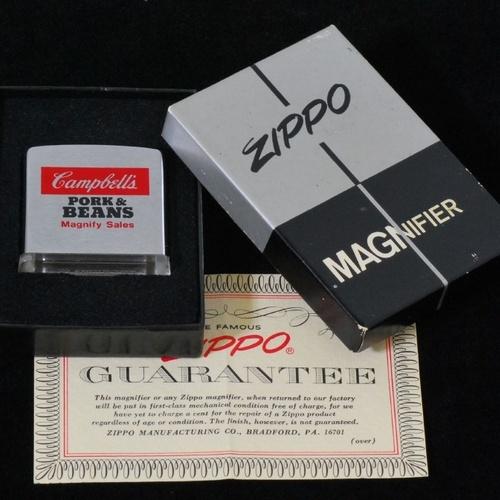 Campbell's
PORK &
BEANS
Magnify Sales
ZIPPO
MAGNIFIER
FAMOUS
ZIPPO®
GUARANTEE
This magnifier or any Zippo magnifier, when returned to our factory
will be put in first-class mechanical condition free of charge, for we
have yet to charge a cent for the repair of a Zippo product
regardless of age or condition. The finish, however, is not guaranteed.
ZIPPO MANUFACTURING CO., BRADFORD, PA. 16701
(over)